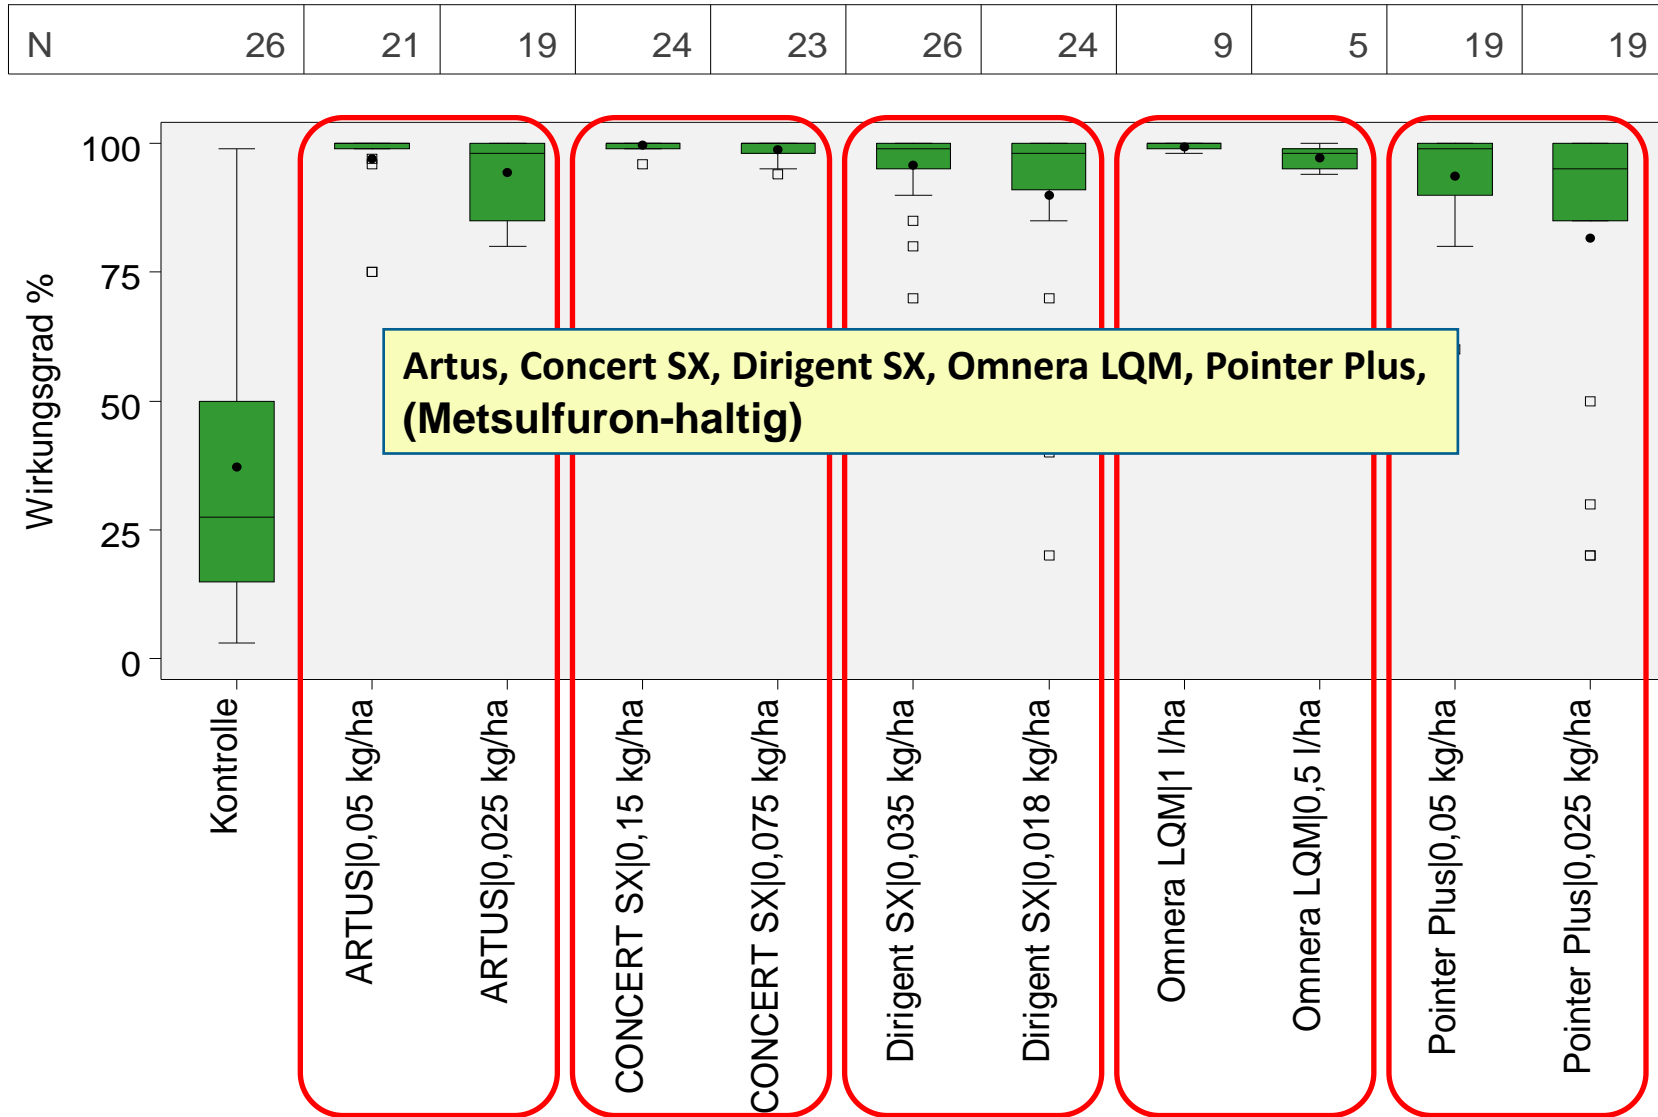 N 26 21 19 24 23 26 24 9 5 19 19
Wirkungsgrad %
100
75
50
25
0
Artus, Concert SX, Dirigent SX, Omnera LQM, Pointer Plus,
(Metsulfuron-haltig)
Kontrolle
ARTUS|0,05 kg/ha
ARTUS|0,025 kg/ha
CONCERT SX|0,15 kg/ha
CONCERT SX|0,075 kg/ha
Dirigent SX|0,035 kg/ha
Dirigent SX|0,018 kg/ha
Omnera LQM|1 l/ha
Omnera LQM|0,5 l/ha
Pointer Plus|0,05 kg/ha
Pointer Plus|0,025 kg/ha